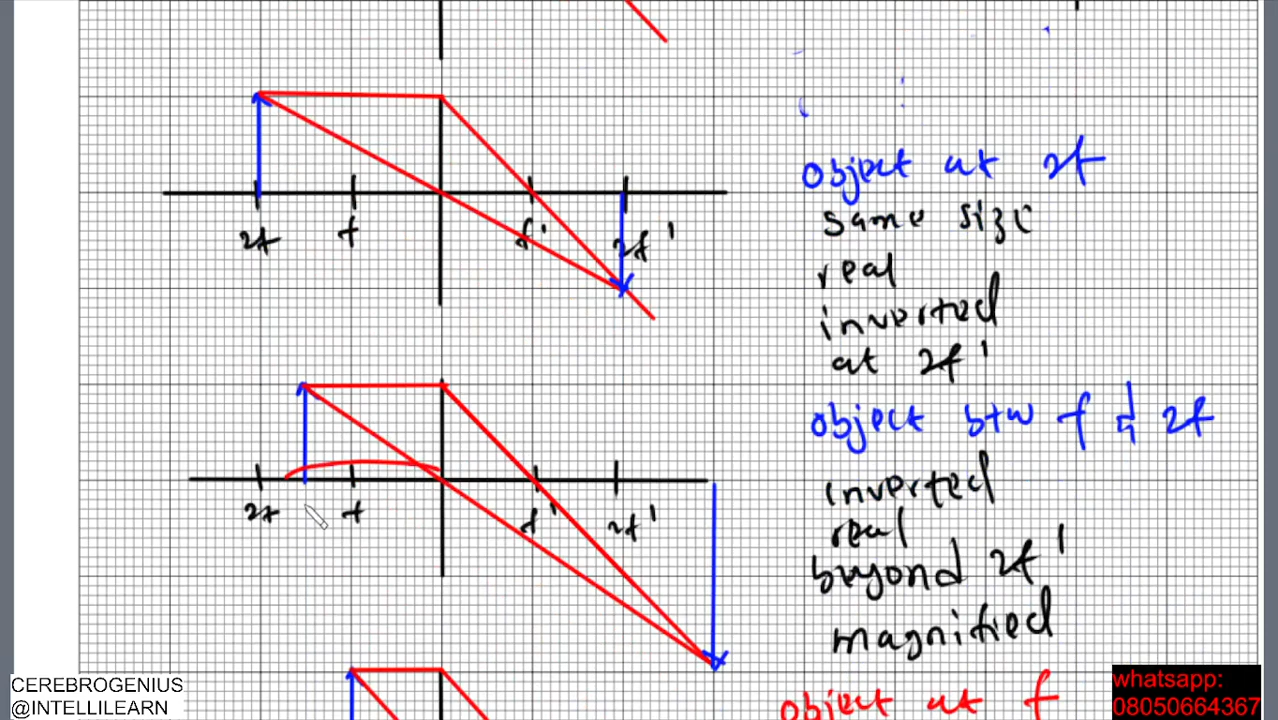 object at 2f
same size
real
inverted
at 2f'
2f f f' 2f'
object btw f & 2f
inverted
real
beyond 2f'
magnified
2f f f' 2f'
object at f
CEREBROGENIUS
@INTELLILEARN
whatsapp:
08050664367